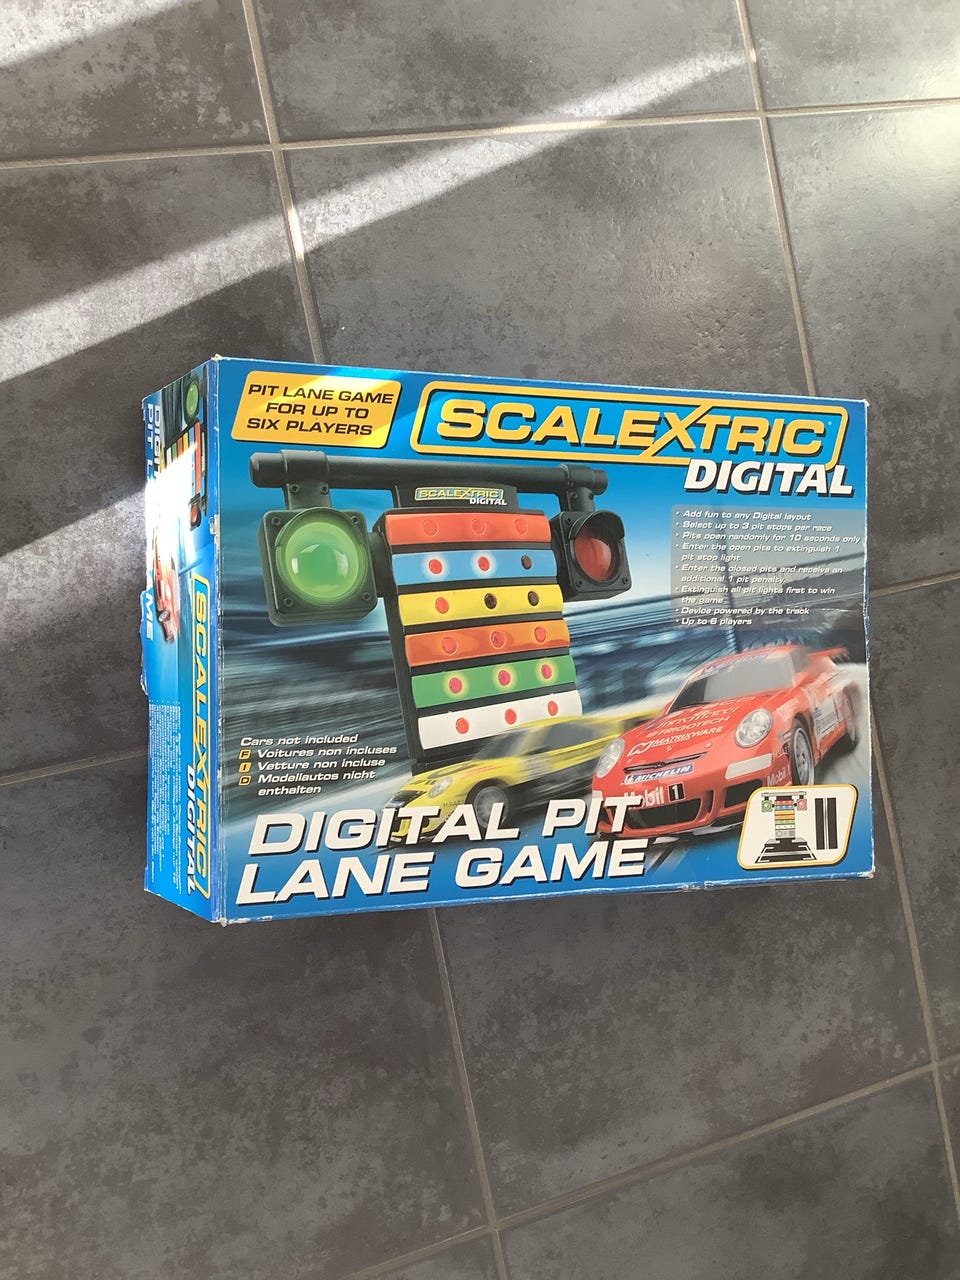 PIT LANE GAME
FOR UP TO
SIX PLAYERS
SCALEXTRIC
DIGITAL
SCALEXTRIC
DIGITAL
• Add fun to any Digital layout
• Select up to 3 pit stops per race
• Pits open randomly for 10 seconds only
• Enter the open pits to extinguish 1
pit stop light
• Enter the closed pits and receive an
additional 1 pit penalty
• Extinguish all pit lights first to win
the game
• Device powered by the track
• Up to 6 players
Cars not included
F Voitures non incluses
I Vetture non incluse
D Modellautos nicht
enthalten
FRIGOTECH
MATRIXWARE
MICHELIN
Mobil 1
Mobil
DIGITAL PIT
LANE GAME
SCALEXTRIC
DIGITAL